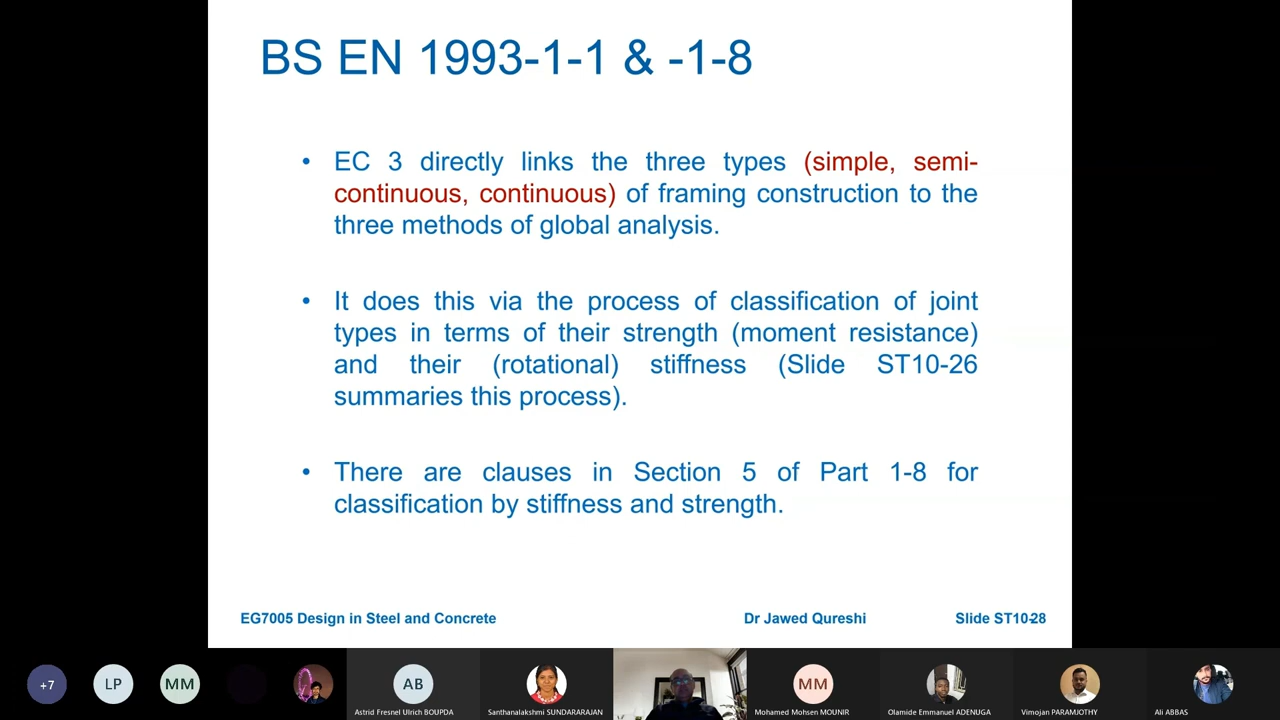 BS EN 1993-1-1 & -1-8
• EC 3 directly links the three types (simple, semi-
continuous, continuous) of framing construction to the
three methods of global analysis.
• It does this via the process of classification of joint
types in terms of their strength (moment resistance)
and their (rotational) stiffness (Slide ST10-26
summaries this process).
• There are clauses in Section 5 of Part 1-8 for
classification by stiffness and strength.
EG7005 Design in Steel and Concrete Dr Jawed Qureshi Slide ST10-28
+7 LP MM AB MM
Astrid Fresnel Ulrich BOUPDA Santhanalakshmi SUNDARARAJAN Mohamed Mohsen MOUNIR Olamide Emmanuel ADENUGA Vimojan PARAMJOTHY Ali ABBAS